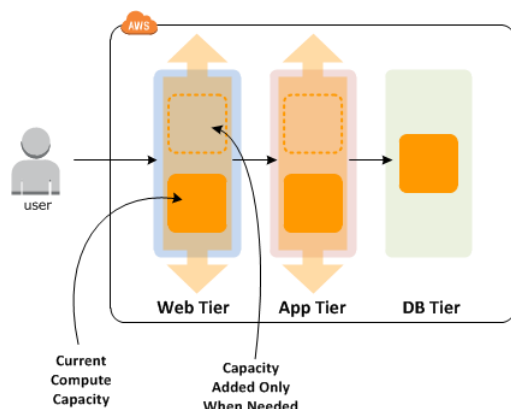 AWS
user
Web Tier
App Tier
DB Tier
Current
Compute
Capacity
Capacity
Added Only
When Needed